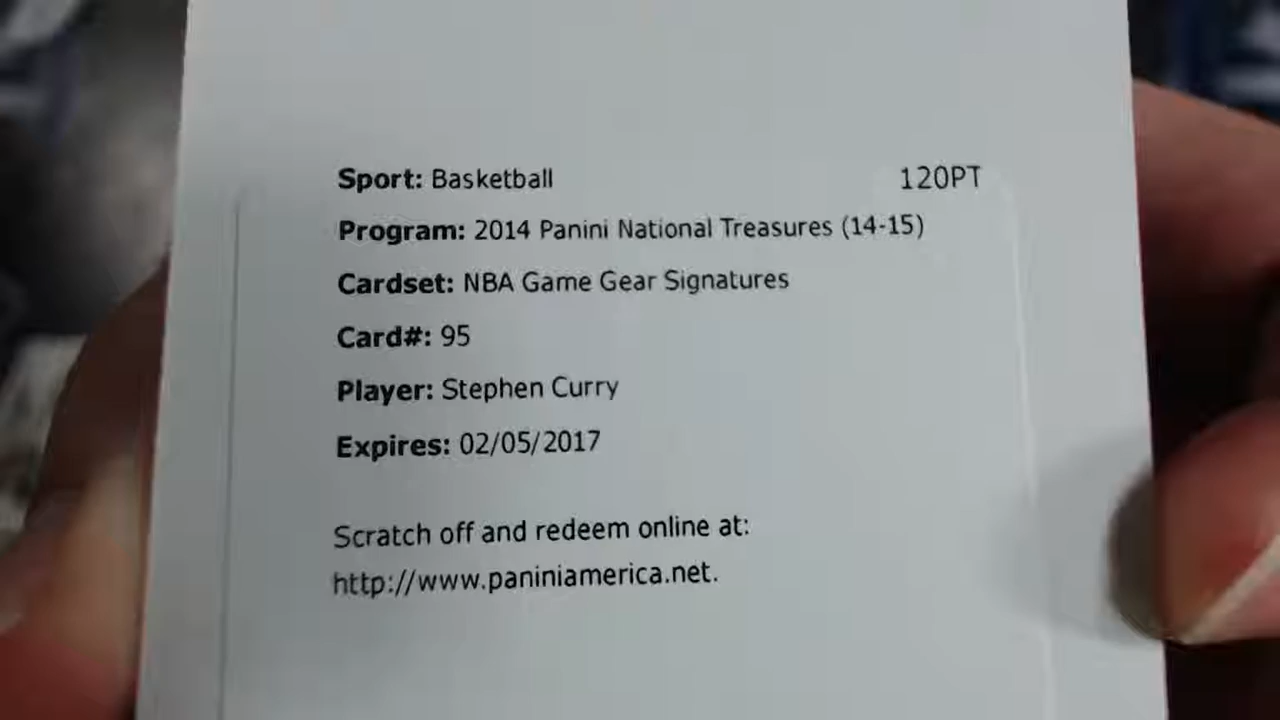 Sport: Basketball 120PT
Program: 2014 Panini National Treasures (14-15)
Cardset: NBA Game Gear Signatures
Card#: 95
Player: Stephen Curry
Expires: 02/05/2017
Scratch off and redeem online at:
http://www.paniniamerica.net.